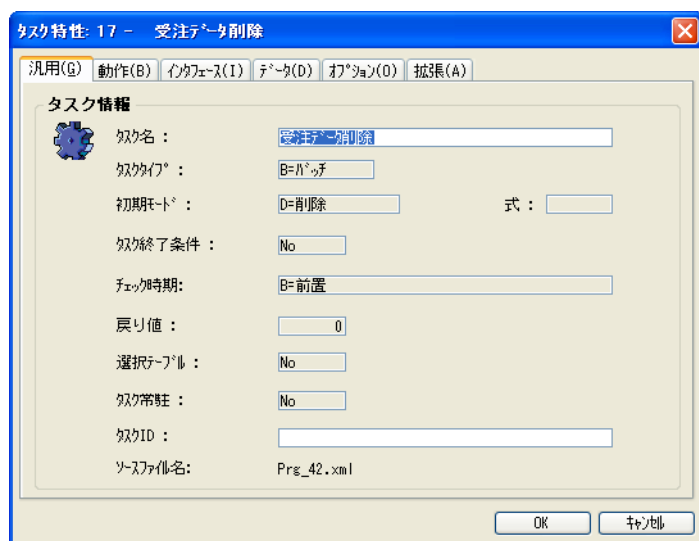 ﾀｽｸ特性: 17 -   受注ﾃﾞｰﾀ削除
汎用(G) 動作(B) ｲﾝﾀﾌｪｰｽ(I) ﾃﾞｰﾀ(D) ｵﾌﾟｼｮﾝ(O) 拡張(A)
タスク情報
ﾀｽｸ名 : 受注ﾃﾞｰﾀ削除
ﾀｽｸﾀｲﾌﾟ : B=ﾊﾞｯﾁ
初期ﾓｰﾄﾞ : D=削除 式 :
ﾀｽｸ終了条件 : No
ﾁｪｯｸ時期: B=前置
戻り値 : 0
選択ﾃｰﾌﾞﾙ : No
ﾀｽｸ常駐 : No
ﾀｽｸID :
ｿｰｽﾌｧｲﾙ名: Prg_42.xml
OK ｷｬﾝｾﾙ